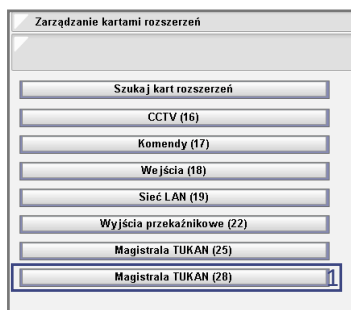 Zarządzanie kartami rozszerzeń
Szukaj kart rozszerzeń
CCTV (16)
Komendy (17)
Wejścia (18)
Sieć LAN (19)
Wyjścia przekaźnikowe (22)
Magistrala TUKAN (25)
Magistrala TUKAN (28) 1